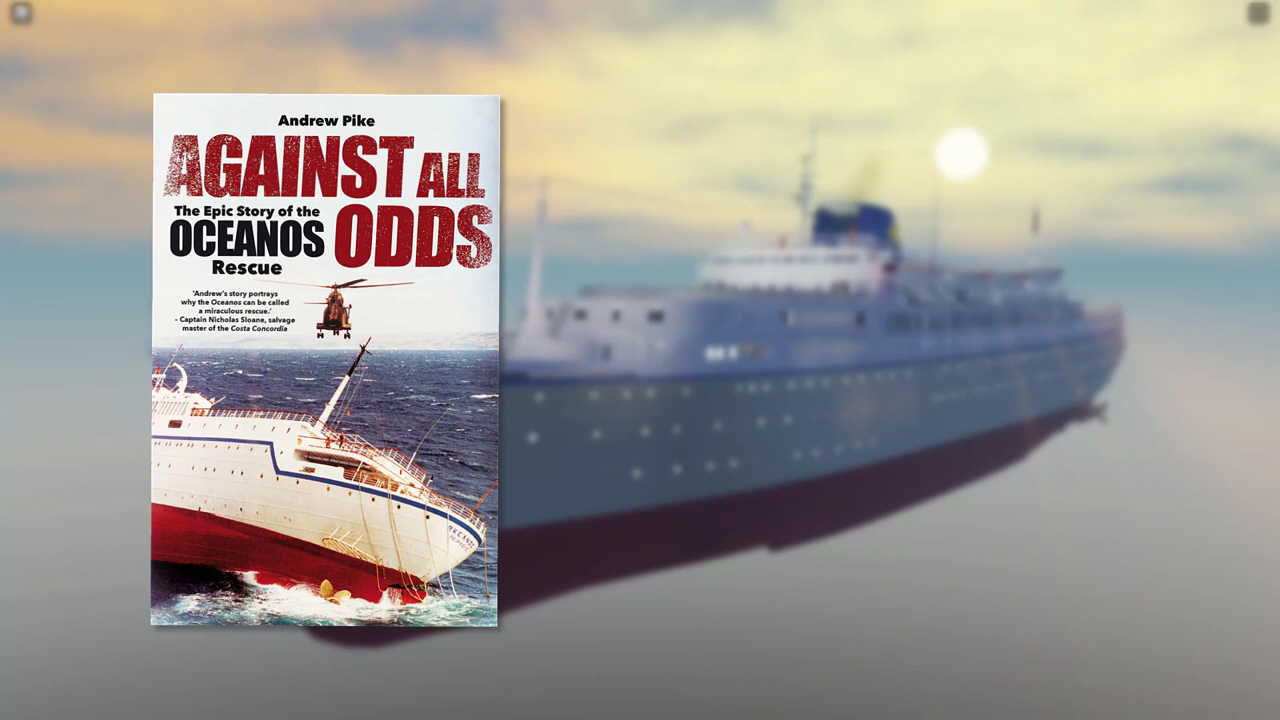 Andrew Pike
AGAINST ALL
The Epic Story of the
OCEANOS
Rescue
ODDS
'Andrew's story portrays
why the Oceanos can be called
a miraculous rescue.'
- Captain Nicholas Sloane, salvage
master of the Costa Concordia